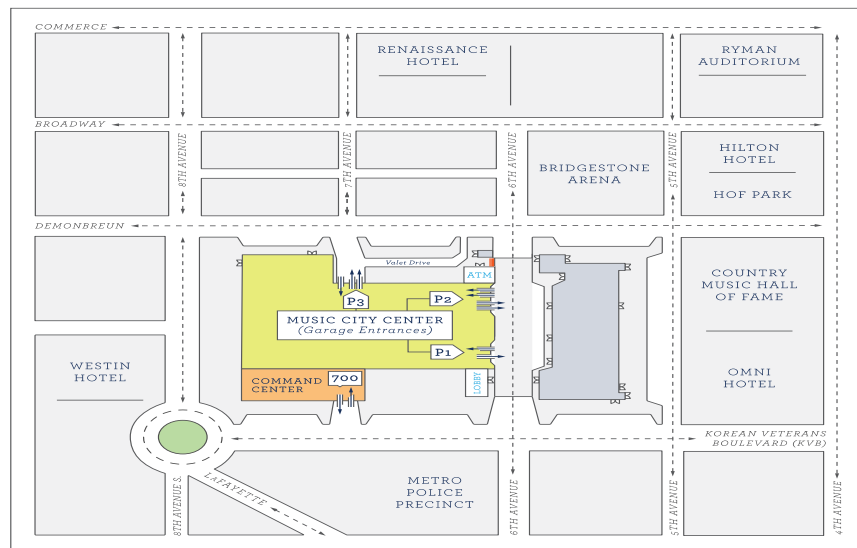 COMMERCE
RENAISSANCE
HOTEL
RYMAN
AUDITORIUM
BROADWAY
8TH AVENUE
7TH AVENUE
6TH AVENUE
5TH AVENUE
BRIDGESTONE
ARENA
HILTON
HOTEL
HOF PARK
DEMONBREUN
Valet Drive
ATM
P3
P2
MUSIC CITY CENTER
(Garage Entrances)
P1
COUNTRY
MUSIC HALL
OF FAME
WESTIN
HOTEL
COMMAND
CENTER
700
LOBBY
OMNI
HOTEL
KOREAN VETERANS
BOULEVARD (KVB)
8TH AVENUE S.
LAFAYETTE
METRO
POLICE
PRECINCT
6TH AVENUE
5TH AVENUE
4TH AVENUE